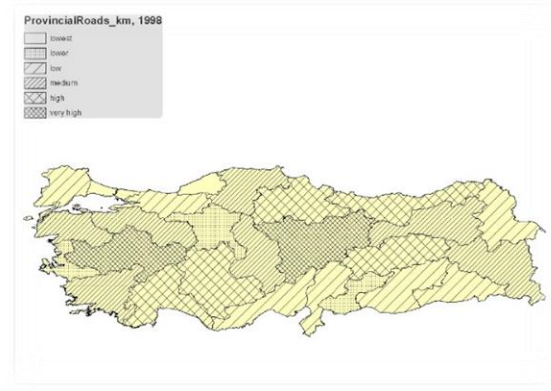 ProvincialRoads_km, 1998
lowest
lower
low
medium
high
very high